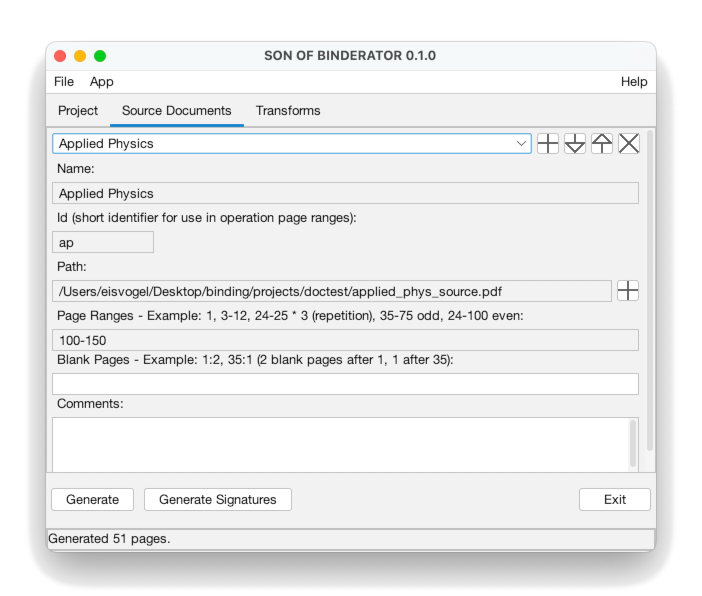 SON OF BINDERATOR 0.1.0
File App Help
Project Source Documents Transforms
Applied Physics
Name:
Applied Physics
Id (short identifier for use in operation page ranges):
ap
Path:
/Users/eisvogel/Desktop/binding/projects/doctest/applied_phys_source.pdf
Page Ranges - Example: 1, 3-12, 24-25 * 3 (repetition), 35-75 odd, 24-100 even:
100-150
Blank Pages - Example: 1:2, 35:1 (2 blank pages after 1, 1 after 35):
Comments:
Generate Generate Signatures Exit
Generated 51 pages.